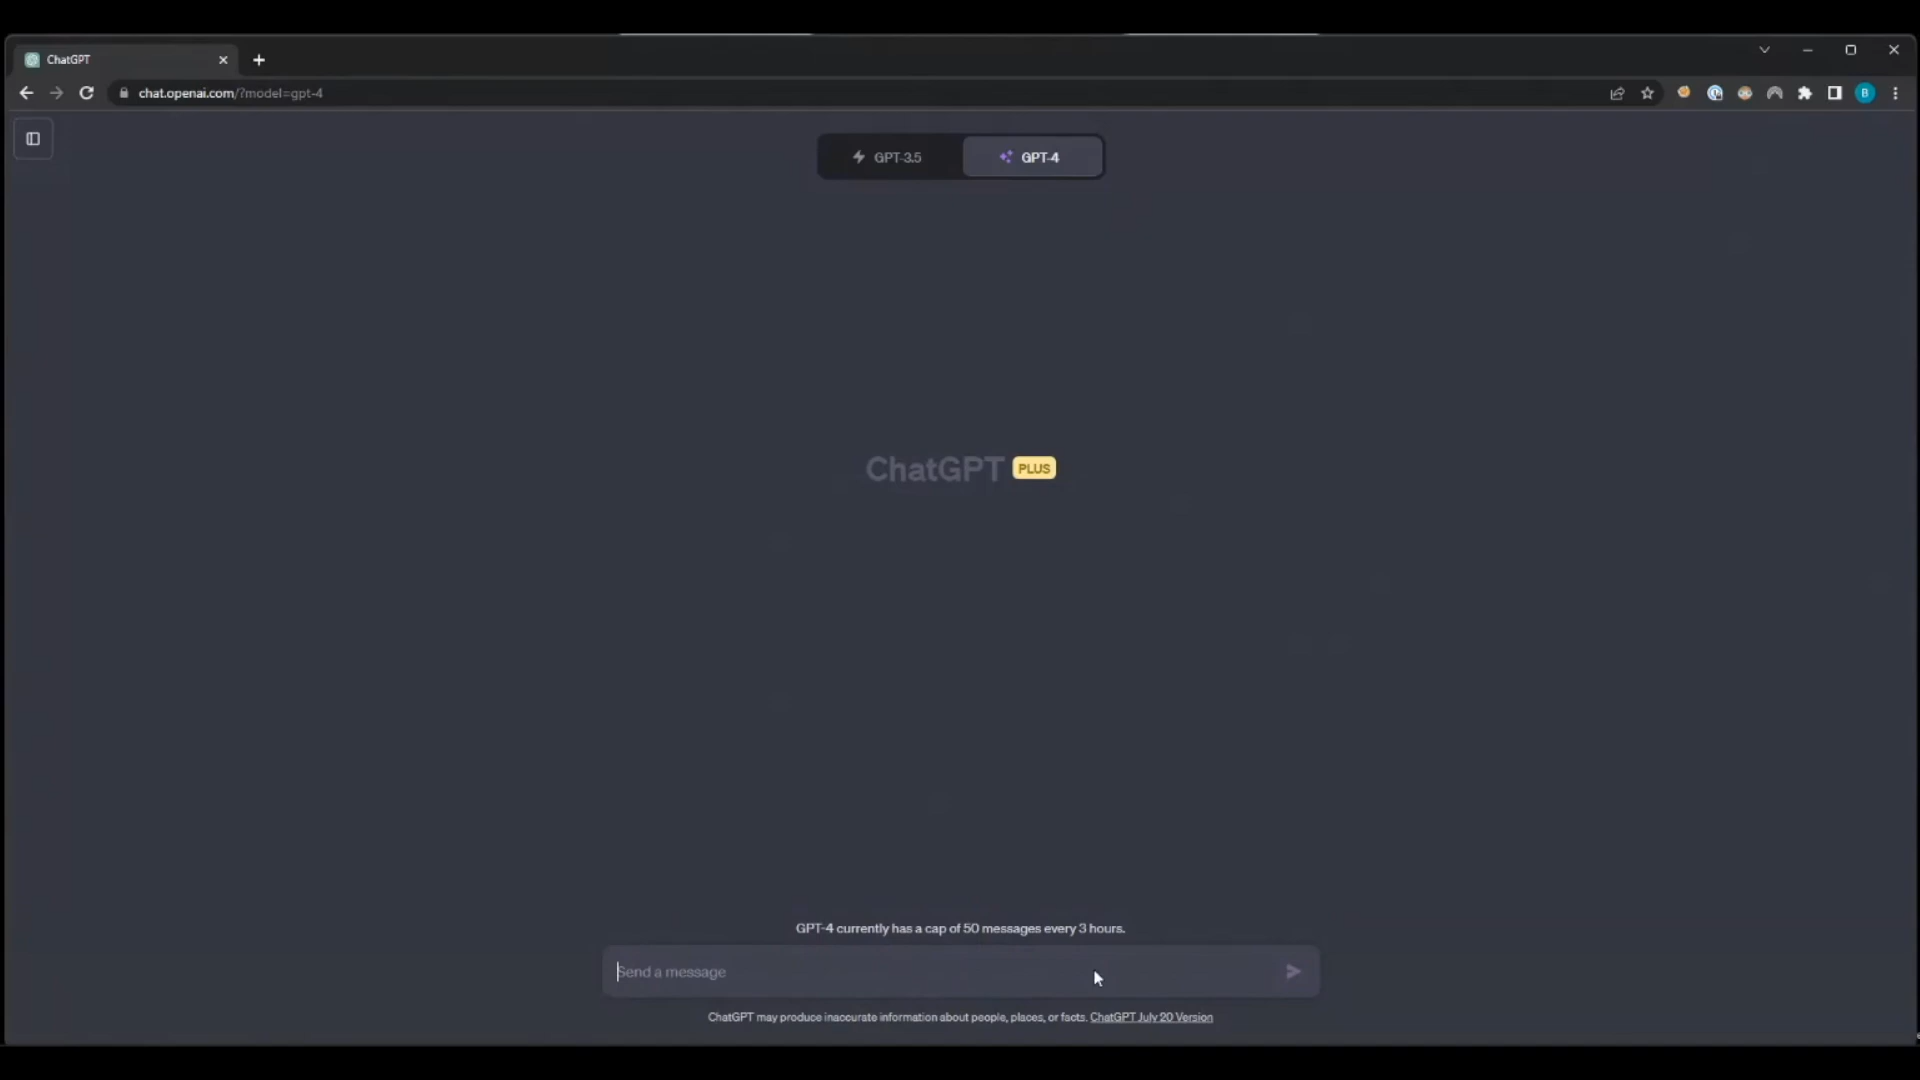 ChatGPT
chat.openai.com/?model=gpt-4
B
GPT-3.5
GPT-4
ChatGPT PLUS
GPT-4 currently has a cap of 50 messages every 3 hours.
Send a message
ChatGPT may produce inaccurate information about people, places, or facts. ChatGPT July 20 Version